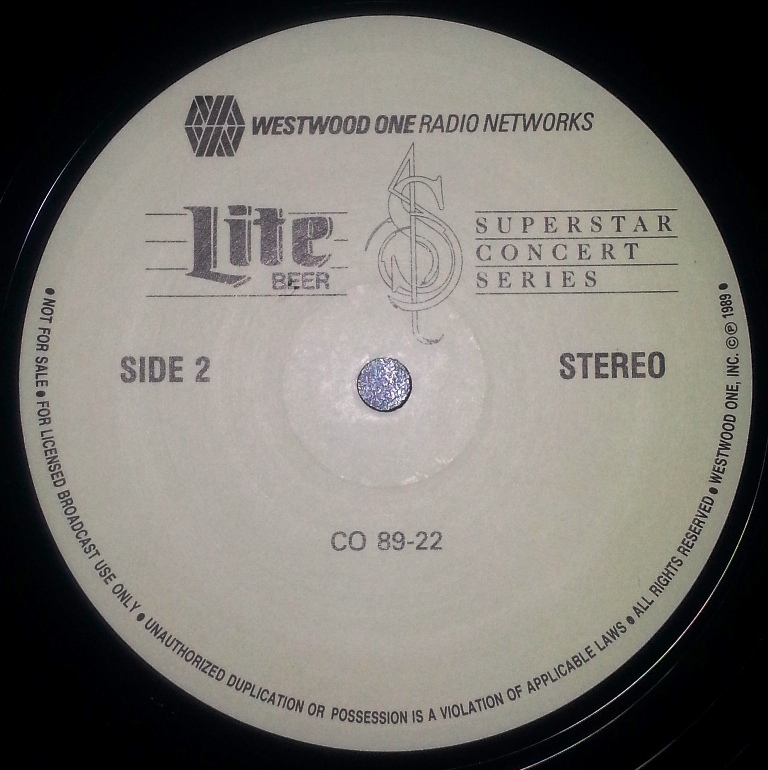 WESTWOOD ONE RADIO NETWORKS
Lite
BEER
SUPERSTAR
CONCERT
SERIES
SIDE 2
STEREO
CO 89-22
● NOT FOR SALE ● FOR LICENSED BROADCAST USE ONLY ● UNAUTHORIZED DUPLICATION OR POSSESSION IS A VIOLATION OF APPLICABLE LAWS ● ALL RIGHTS RESERVED ● WESTWOOD ONE, INC. © ℗ 1989 ●